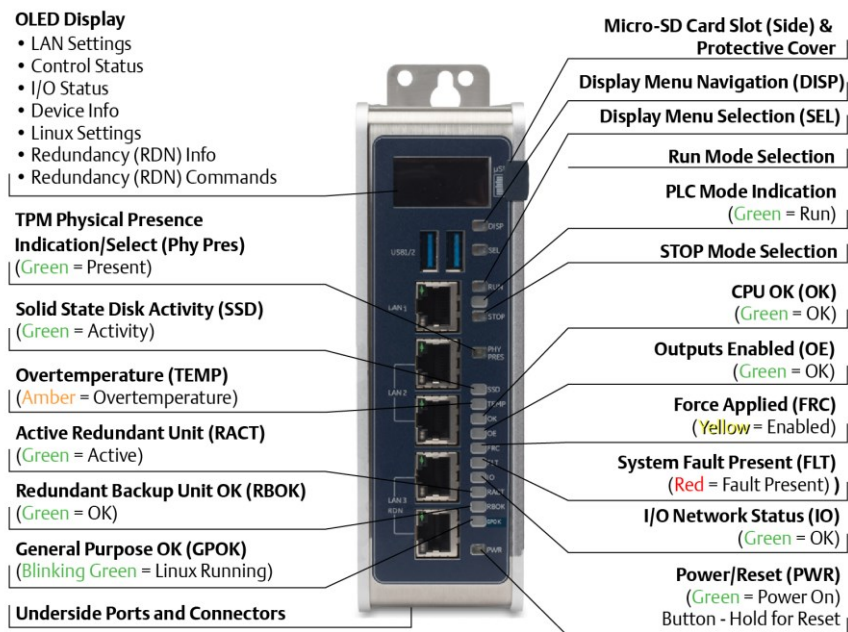 OLED Display
• LAN Settings
• Control Status
• I/O Status
• Device Info
• Linux Settings
• Redundancy (RDN) Info
• Redundancy (RDN) Commands
TPM Physical Presence
Indication/Select (Phy Pres)
(Green = Present)
Solid State Disk Activity (SSD)
(Green = Activity)
Overtemperature (TEMP)
(Amber = Overtemperature)
Active Redundant Unit (RACT)
(Green = Active)
Redundant Backup Unit OK (RBOK)
(Green = OK)
General Purpose OK (GPOK)
(Blinking Green = Linux Running)
Underside Ports and Connectors
DISP
USB1/2
SEL
RUN
LAN 1
STOP
PHY
PRES
SSD
LAN 2
TEMP
OK
OE
FRC
IO
RACT
LAN 3
RBOK
RDN
GPOK
PWR
Micro-SD Card Slot (Side) &
Protective Cover
Display Menu Navigation (DISP)
Display Menu Selection (SEL)
Run Mode Selection
PLC Mode Indication
(Green = Run)
STOP Mode Selection
CPU OK (OK)
(Green = OK)
Outputs Enabled (OE)
(Green = OK)
Force Applied (FRC)
(Yellow = Enabled)
System Fault Present (FLT)
(Red = Fault Present) )
I/O Network Status (IO)
(Green = OK)
Power/Reset (PWR)
(Green = Power On)
Button - Hold for Reset